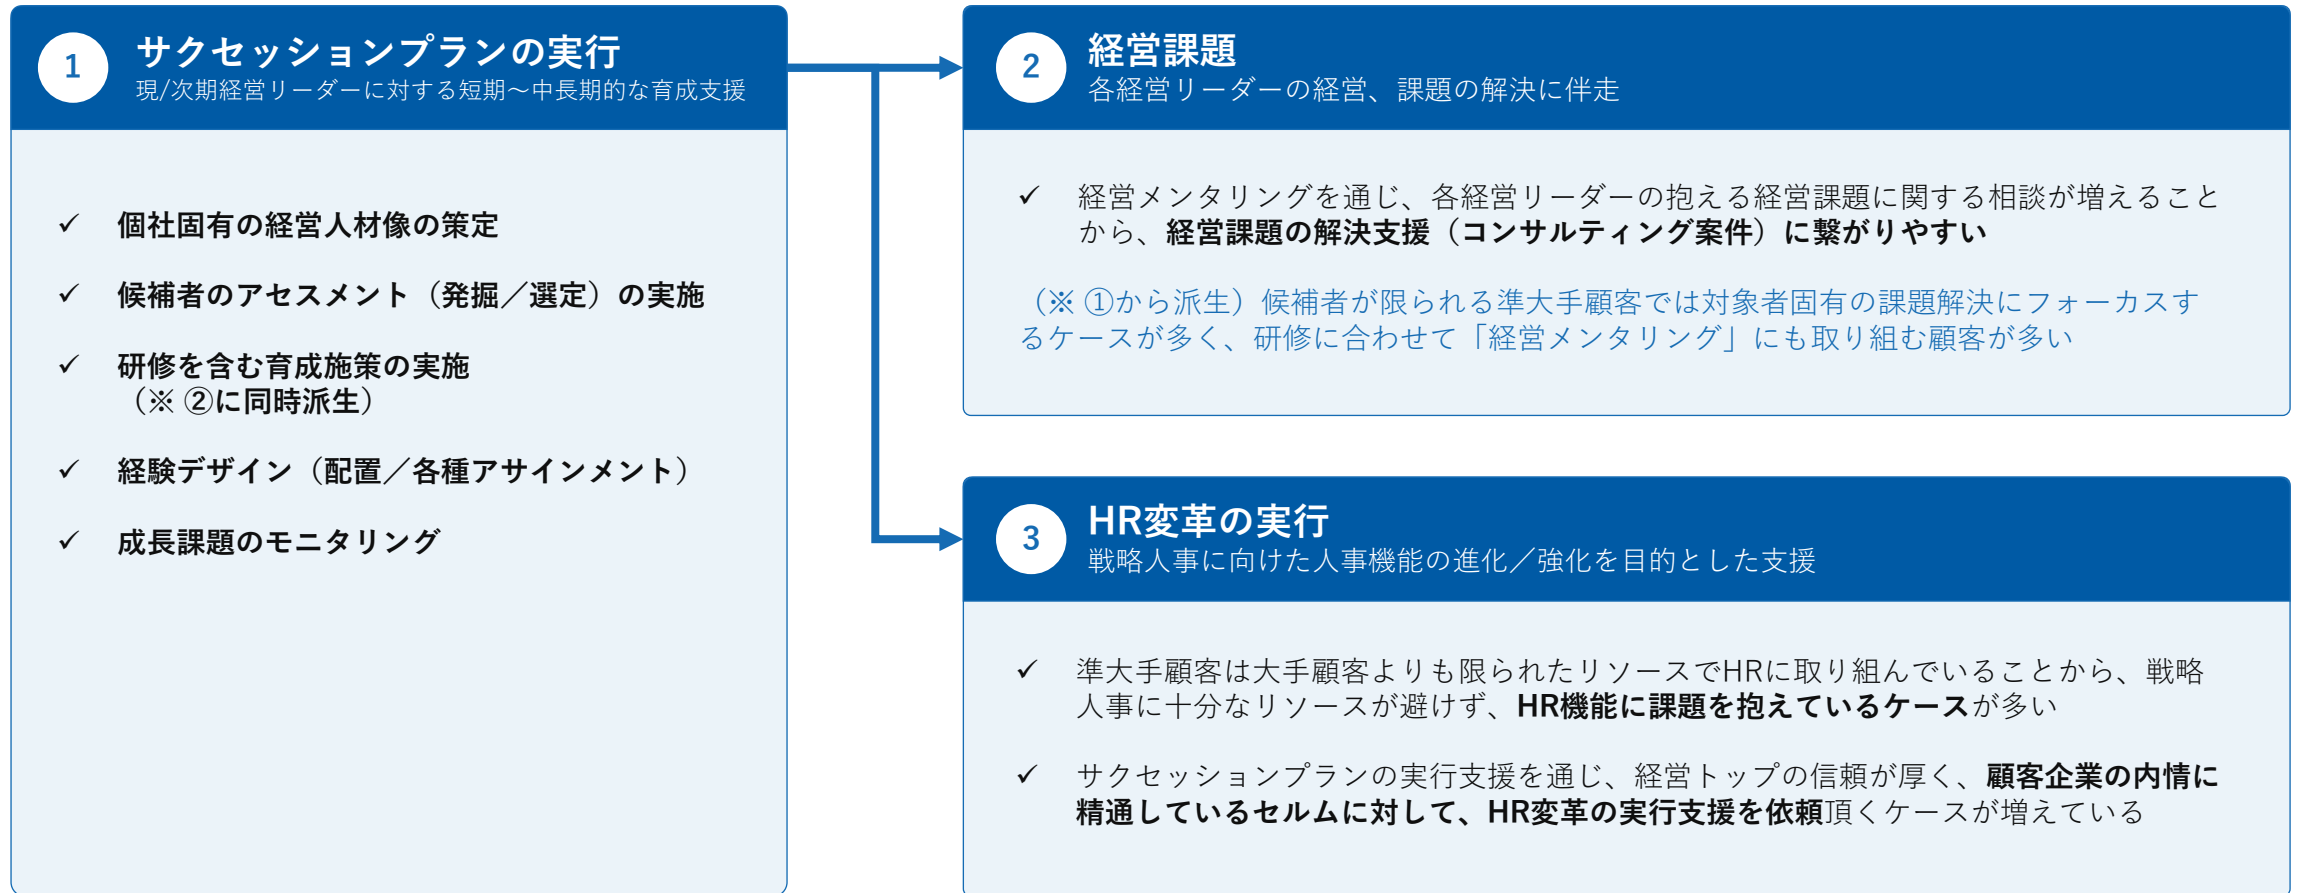 1
サクセッションプランの実行
現/次期経営リーダーに対する短期～中長期的な育成支援
✓ 個社固有の経営人材像の策定
✓ 候補者のアセスメント（発掘／選定）の実施
✓ 研修を含む育成施策の実施
（※ ②に同時派生）
✓ 経験デザイン（配置／各種アサインメント）
✓ 成長課題のモニタリング
2
経営課題
各経営リーダーの経営、課題の解決に伴走
✓ 経営メンタリングを通じ、各経営リーダーの抱える経営課題に関する相談が増えること
から、経営課題の解決支援（コンサルティング案件）に繋がりやすい
（※ ①から派生）候補者が限られる準大手顧客では対象者固有の課題解決にフォーカスす
るケースが多く、研修に合わせて「経営メンタリング」にも取り組む顧客が多い
3
HR変革の実行
戦略人事に向けた人事機能の進化／強化を目的とした支援
✓ 準大手顧客は大手顧客よりも限られたリソースでHRに取り組んでいることから、戦略
人事に十分なリソースが避けず、HR機能に課題を抱えているケースが多い
✓ サクセッションプランの実行支援を通じ、経営トップの信頼が厚く、顧客企業の内情に
精通しているセルムに対して、HR変革の実行支援を依頼頂くケースが増えている